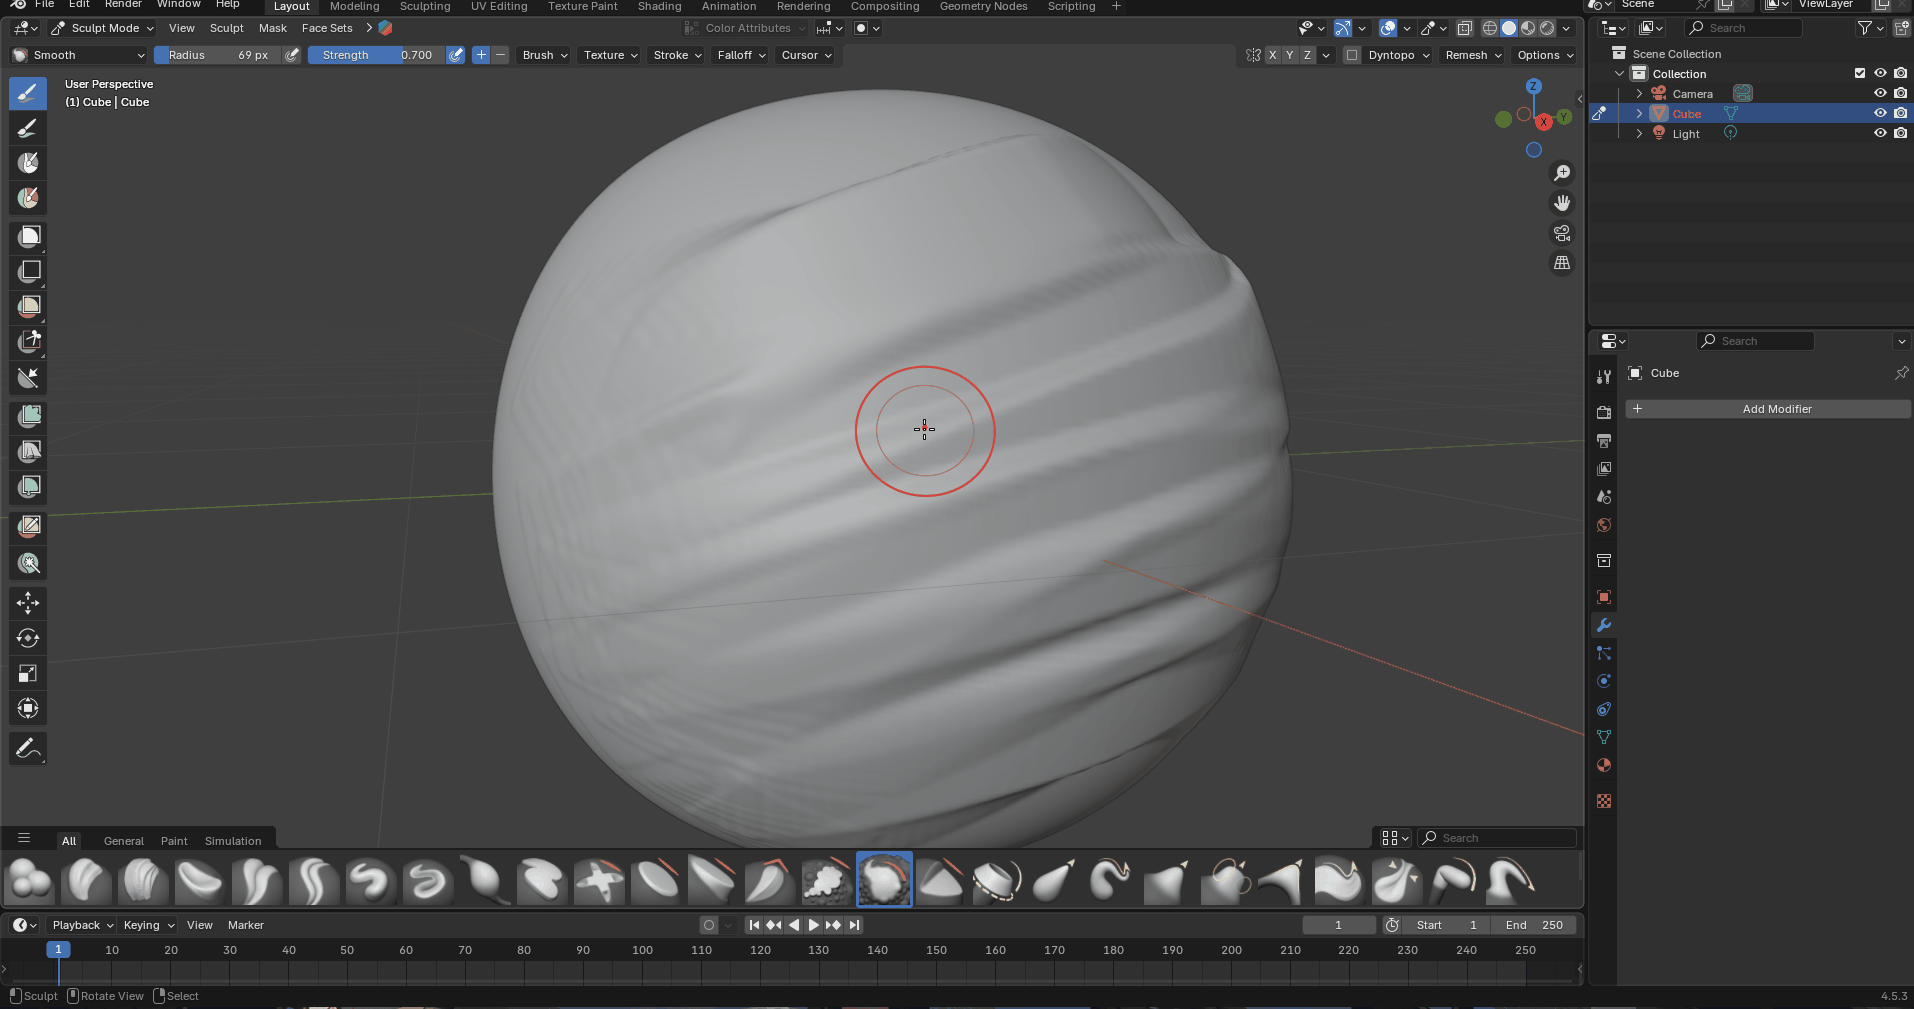 File Edit Render Window Help Layout Modeling Sculpting UV Editing Texture Paint Shading Animation Rendering Compositing Geometry Nodes Scripting + Scene ViewLayer
Sculpt Mode View Sculpt Mask Face Sets Color Attributes Search
Smooth Radius 69 px Strength 0.700 + − Brush Texture Stroke Falloff Cursor X Y Z Dyntopo Remesh Options
User Perspective
(1) Cube | Cube
Z
X
Y
Scene Collection
Collection
Camera
Cube
Light
Search
Cube
+ Add Modifier
All General Paint Simulation Search
Playback Keying View Marker 1 Start 1 End 250
1 10 20 30 40 50 60 70 80 90 100 110 120 130 140 150 160 170 180 190 200 210 220 230 240 250
Sculpt Rotate View Select 4.5.3